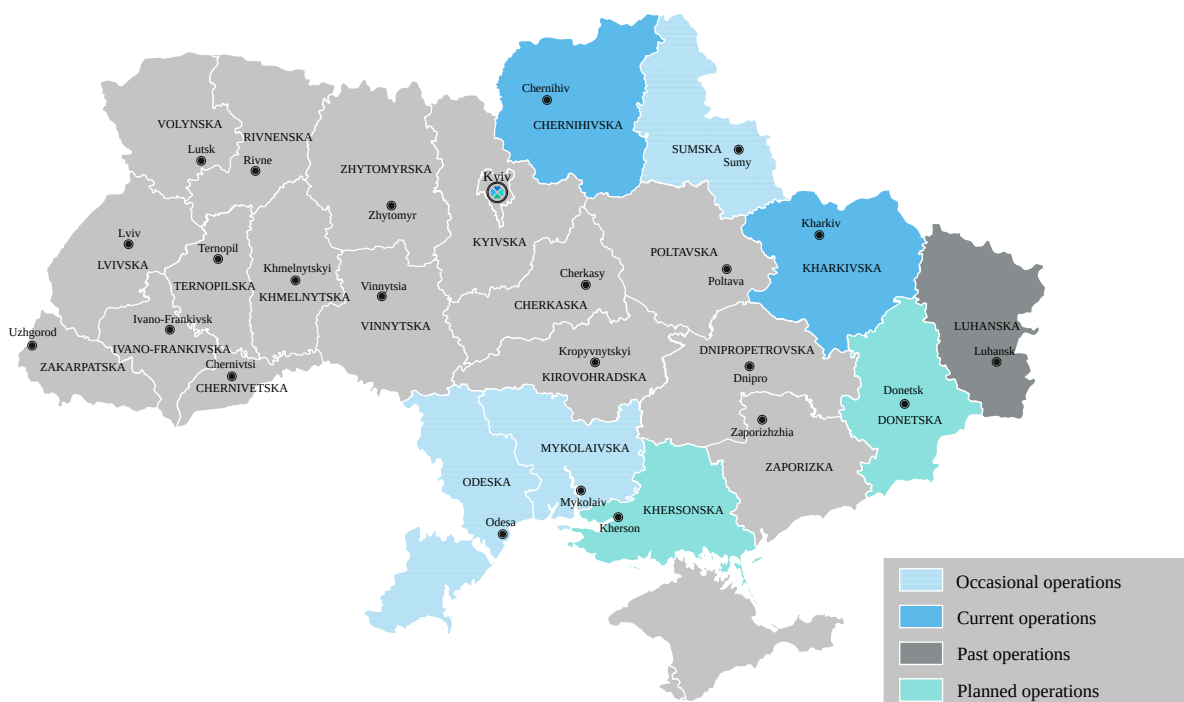 Chernihiv
CHERNIHIVSKA
VOLYNSKA
RIVNENSKA
Lutsk
Rivne
SUMSKA
Sumy
ZHYTOMYRSKA
Kyiv
Zhytomyr
Kharkiv
Lviv
LVIVSKA
Ternopil
TERNOPILSKA
Khmelnytskyi
KHMELNYTSKA
KYIVSKA
POLTAVSKA
Poltava
KHARKIVSKA
Cherkasy
CHERKASKA
Vinnytsia
VINNYTSKA
Ivano-Frankivsk
IVANO-FRANKIVSKA
Uzhgorod
ZAKARPATSKA
Chernivtsi
CHERNIVETSKA
Kropyvnytskyi
KIROVOHRADSKA
DNIPROPETROVSKA
Dnipro
LUHANSKA
Luhansk
Donetsk
DONETSKA
Zaporizhzhia
ZAPORIZKA
MYKOLAIVSKA
Mykolaiv
ODESKA
Odesa
KHERSONSKA
Kherson
Occasional operations
Current operations
Past operations
Planned operations